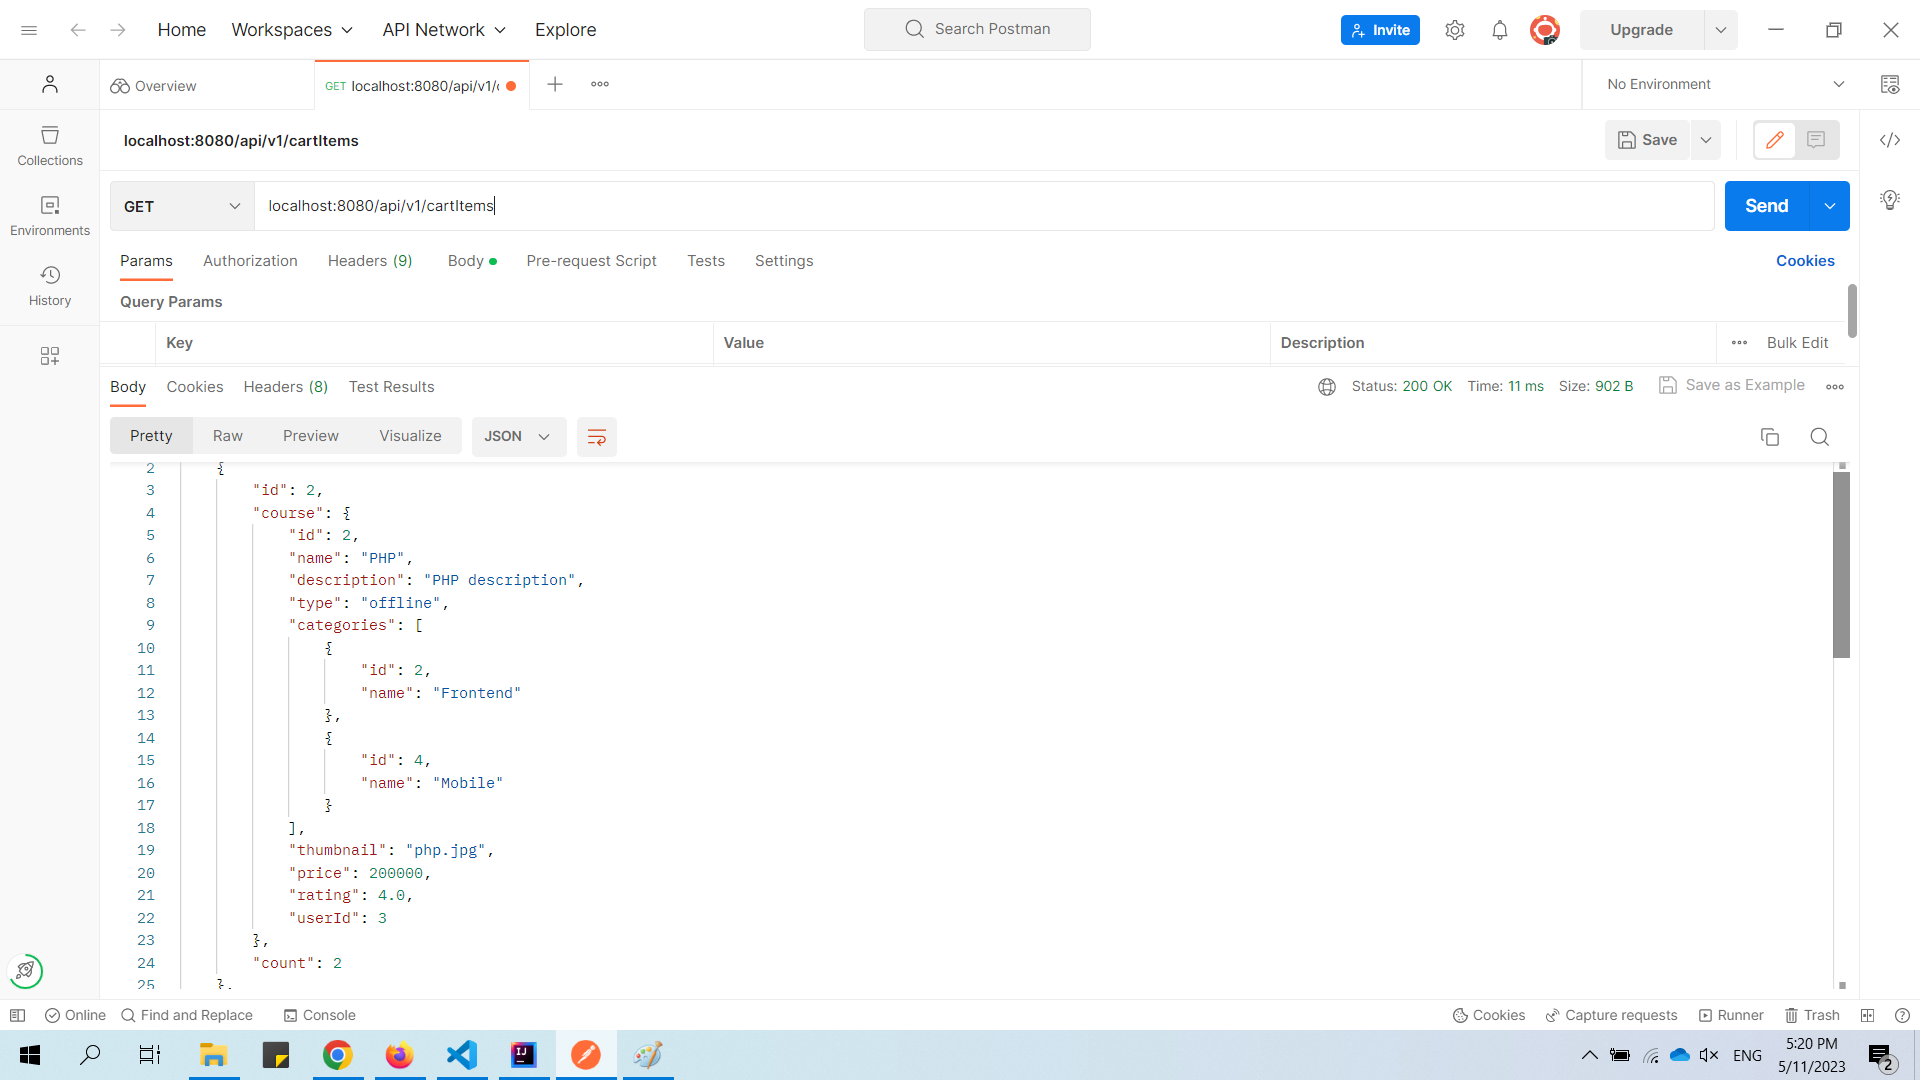 Home Workspaces API Network Explore Search Postman Invite Upgrade
Overview GET localhost:8080/api/v1/c No Environment
localhost:8080/api/v1/cartItems Save
GET localhost:8080/api/v1/cartItems Send
Collections
Environments
History
Params Authorization Headers (9) Body Pre-request Script Tests Settings Cookies
Query Params
Key Value Description Bulk Edit
Body Cookies Headers (8) Test Results Status: 200 OK Time: 11 ms Size: 902 B Save as Example
Pretty Raw Preview Visualize JSON
2 {
3 "id": 2,
4 "course": {
5 "id": 2,
6 "name": "PHP",
7 "description": "PHP description",
8 "type": "offline",
9 "categories": [
10 {
11 "id": 2,
12 "name": "Frontend"
13 },
14 {
15 "id": 4,
16 "name": "Mobile"
17 }
18 ],
19 "thumbnail": "php.jpg",
20 "price": 200000,
21 "rating": 4.0,
22 "userId": 3
23 },
24 "count": 2
25 },
Online Find and Replace Console Cookies Capture requests Runner Trash
ENG 5:20 PM
5/11/2023 2